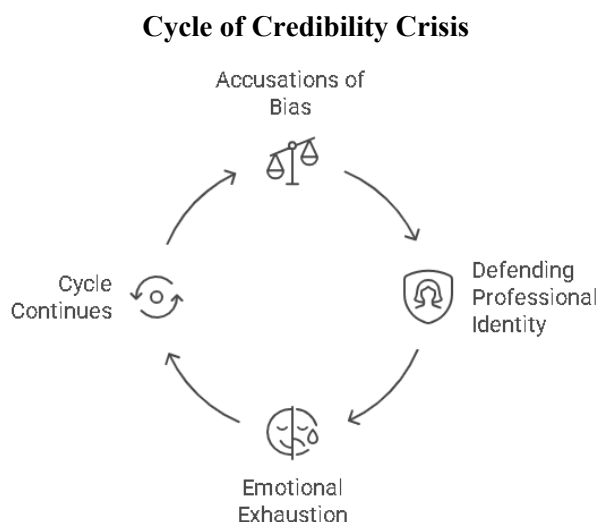 Cycle of Credibility Crisis
Accusations of
Bias
Defending
Professional
Identity
Emotional
Exhaustion
Cycle
Continues